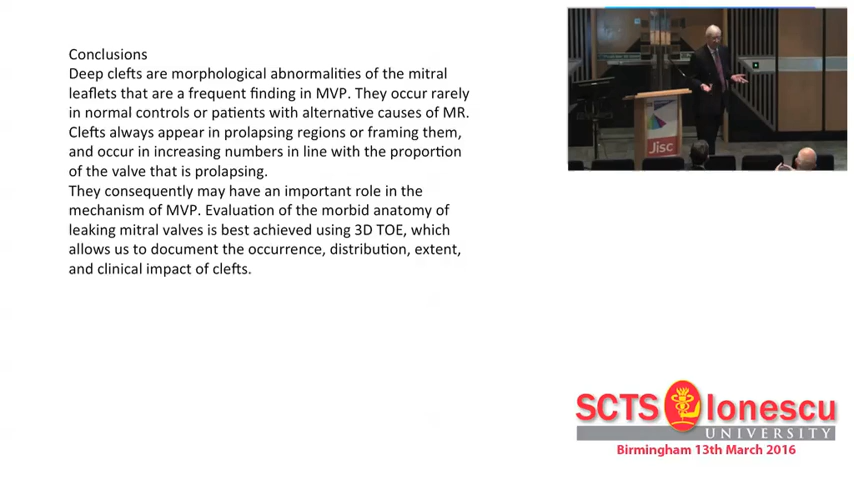 Conclusions
Deep clefts are morphological abnormalities of the mitral
leaflets that are a frequent finding in MVP. They occur rarely
in normal controls or patients with alternative causes of MR.
Clefts always appear in prolapsing regions or framing them,
and occur in increasing numbers in line with the proportion
of the valve that is prolapsing.
They consequently may have an important role in the
mechanism of MVP. Evaluation of the morbid anatomy of
leaking mitral valves is best achieved using 3D TOE, which
allows us to document the occurrence, distribution, extent,
and clinical impact of clefts.
Jisc
SCTS Ionescu
UNIVERSITY
Birmingham 13th March 2016